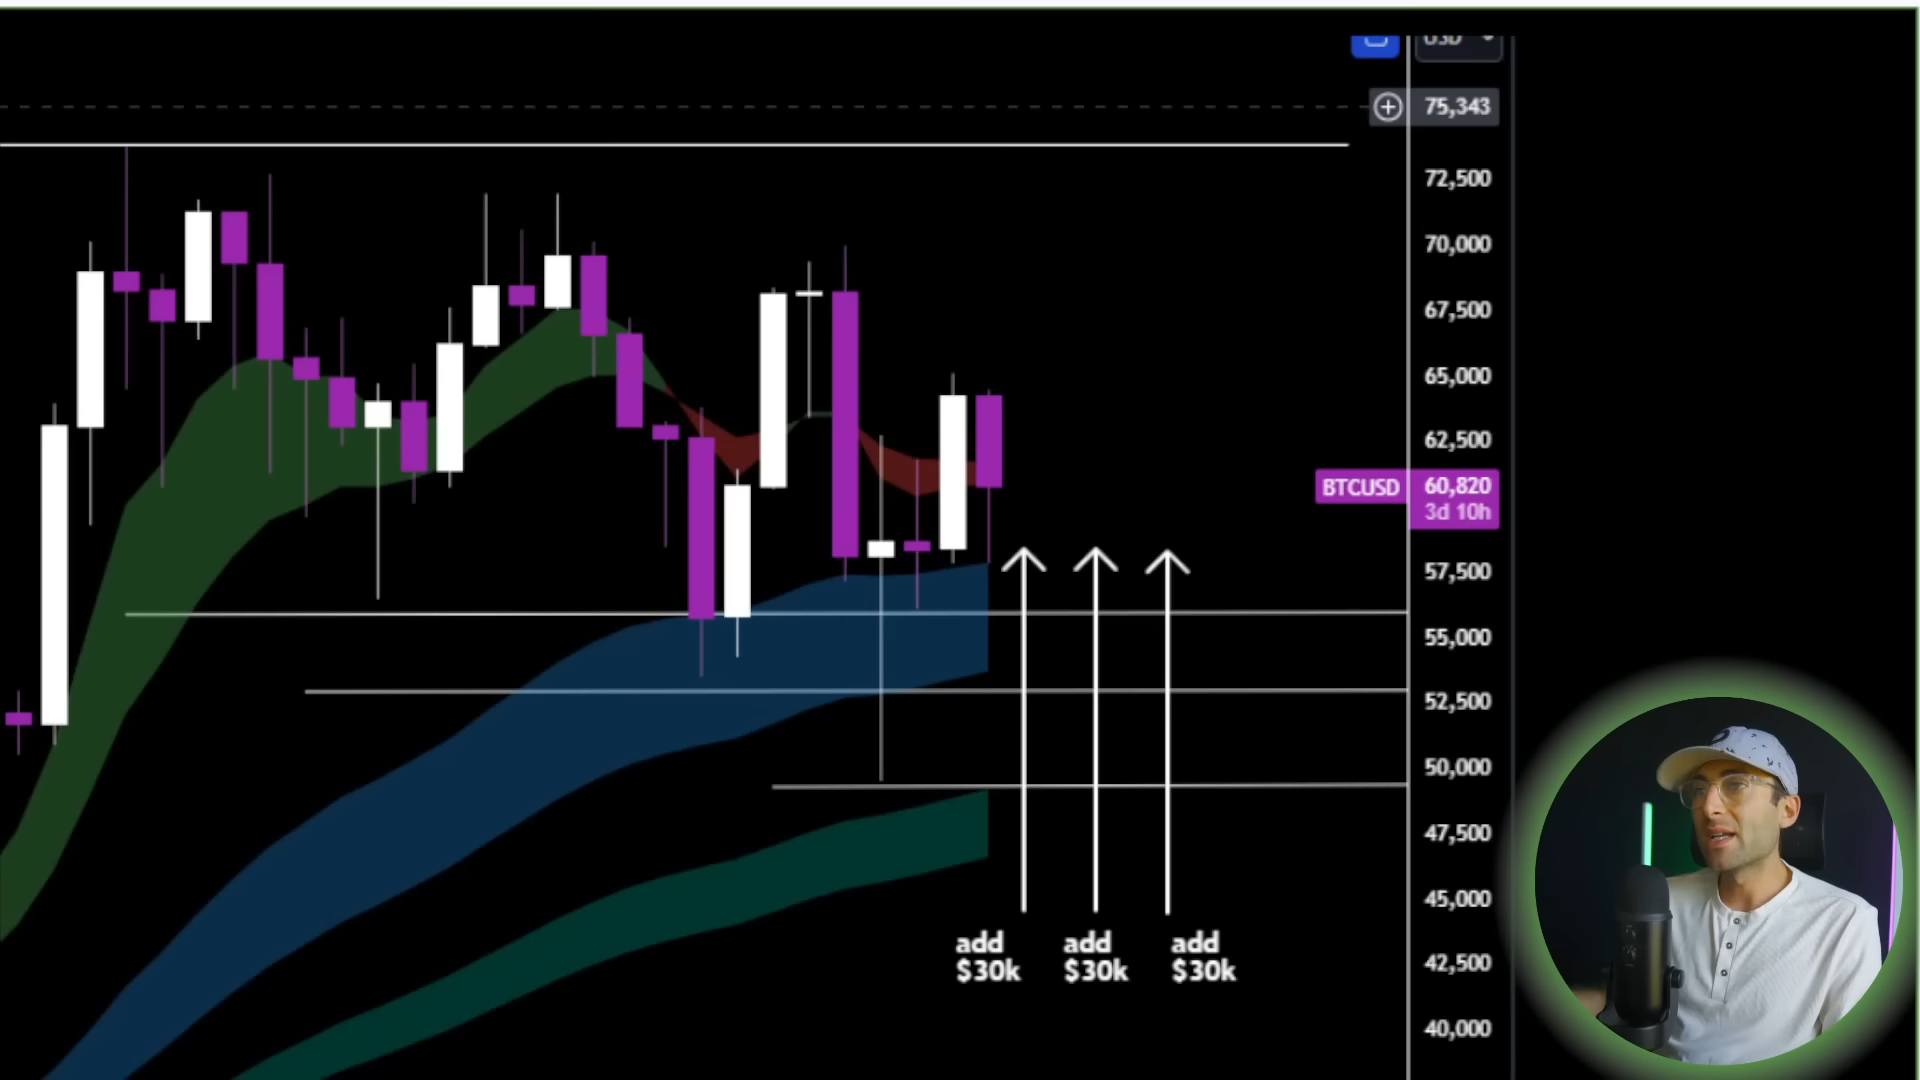 USD
75,343
72,500
70,000
67,500
65,000
62,500
BTCUSD 60,820
3d 10h
57,500
55,000
52,500
50,000
47,500
45,000
42,500
40,000
add
$30k
add
$30k
add
$30k